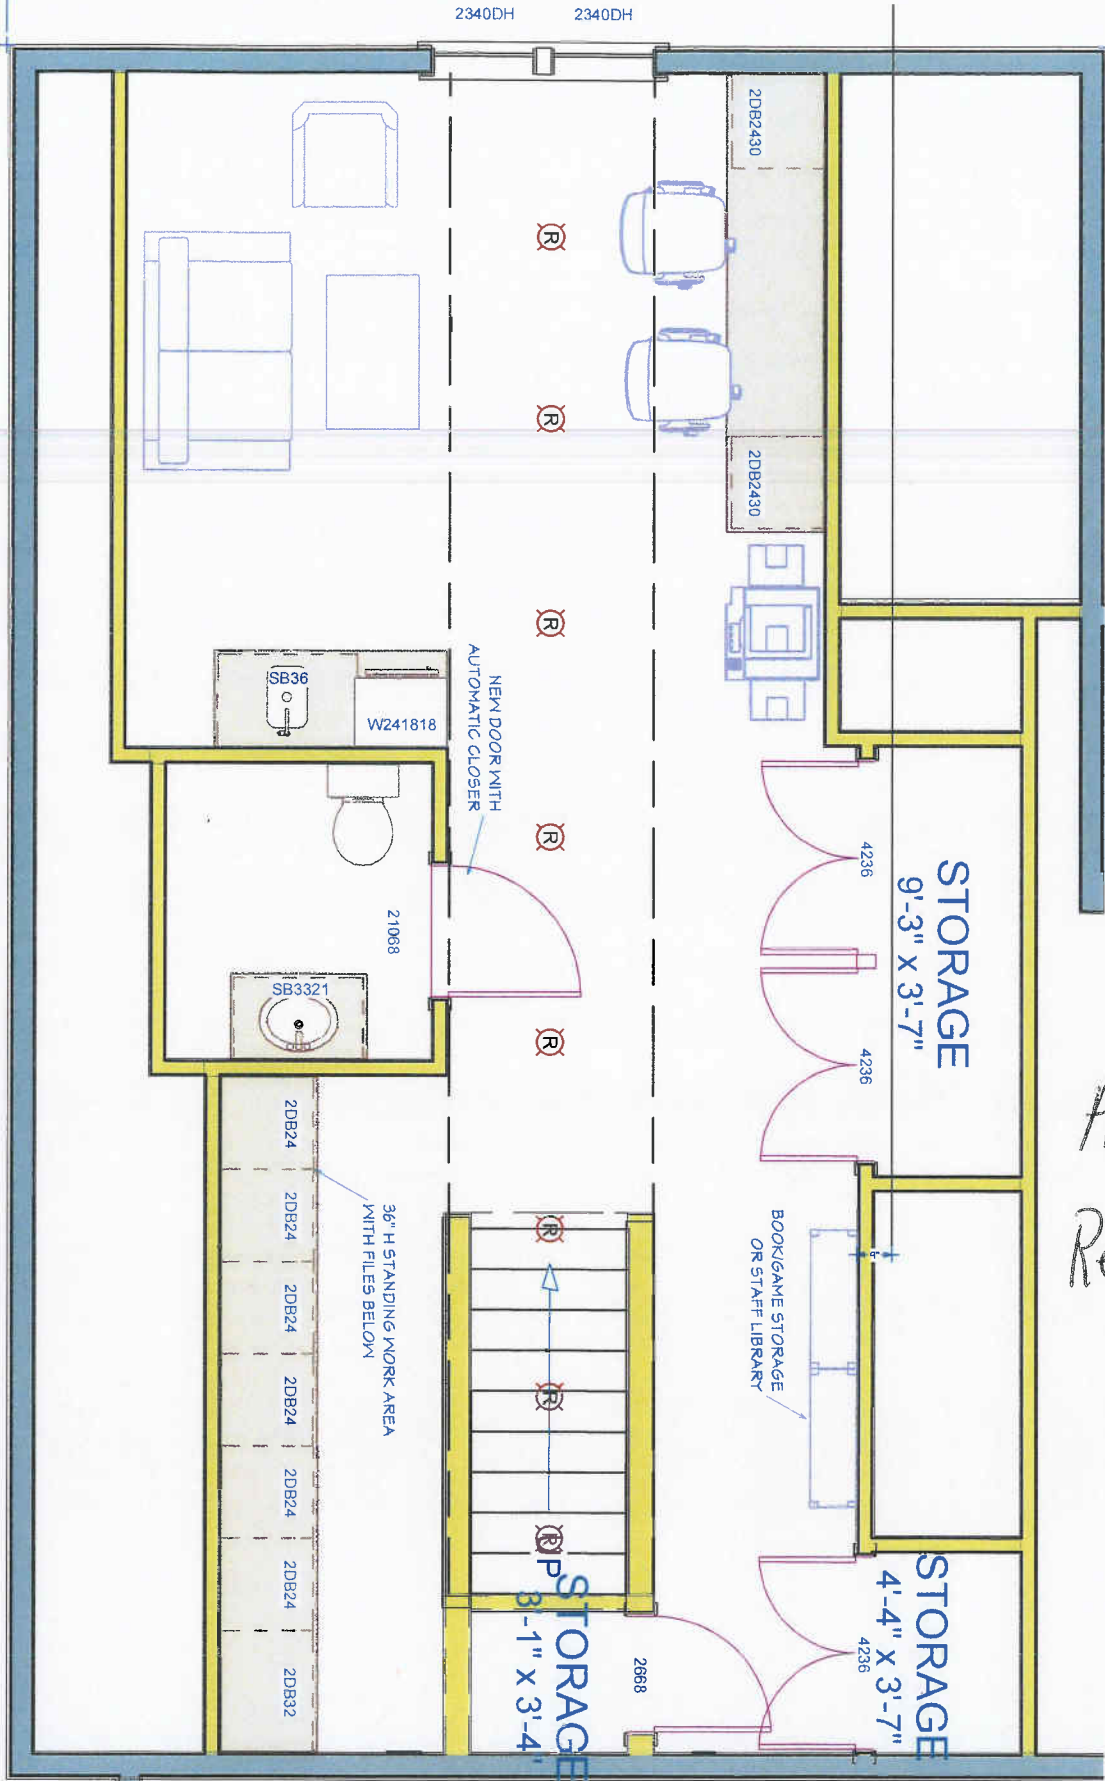 2340DH 2340DH
2DB2430
2DB2430
SB36
W241818
NEW DOOR WITH
AUTOMATIC CLOSER
21068
SB3321
4236
4236
STORAGE
9'-3" x 3'-7"
2DB24
2DB24
2DB24
2DB24
2DB24
2DB24
2DB32
36" H STANDING WORK AREA
WITH FILES BELOW
BOOK/GAME STORAGE
OR STAFF LIBRARY
R
R
R
R
R
R
R
R
UP
STORAGE
3'-1" x 3'-4"
2668
4236
STORAGE
4'-4" x 3'-7"